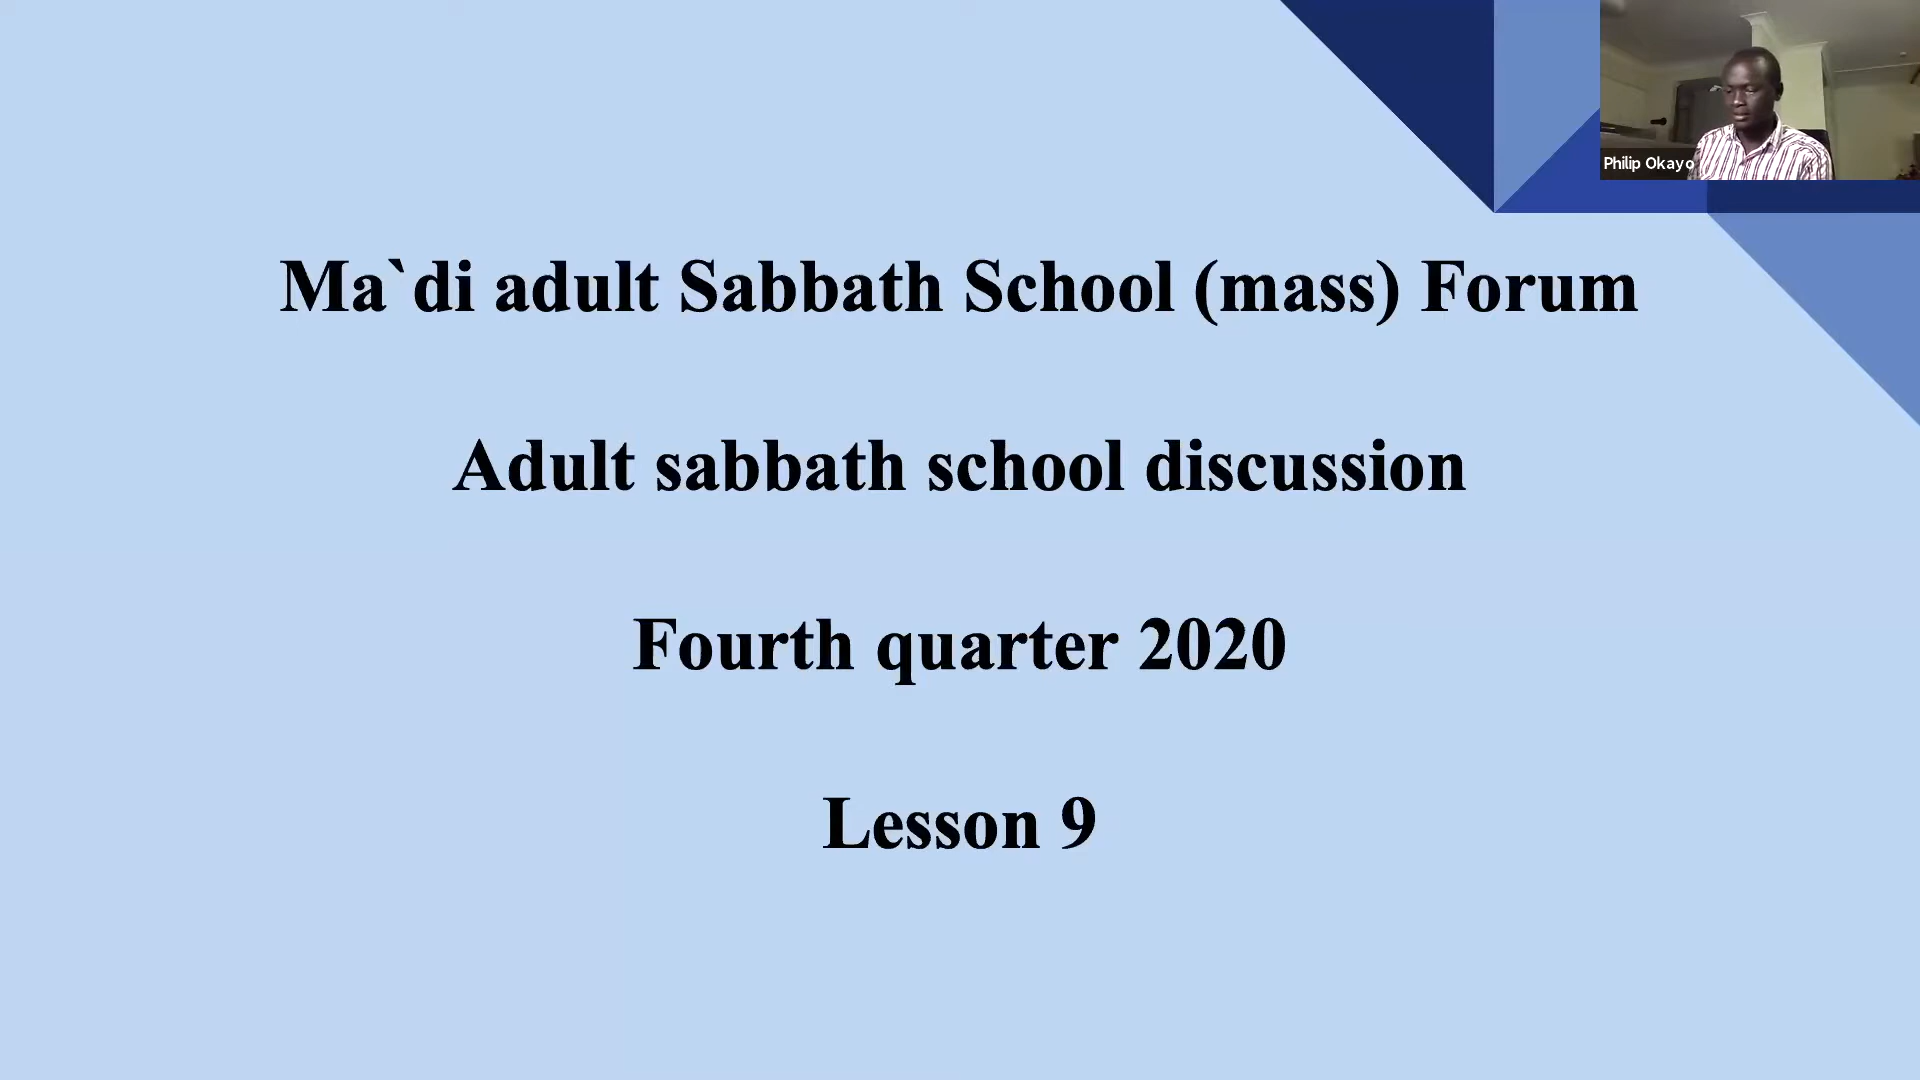 Philip Okayo
Ma`di adult Sabbath School (mass) Forum
Adult sabbath school discussion
Fourth quarter 2020
Lesson 9